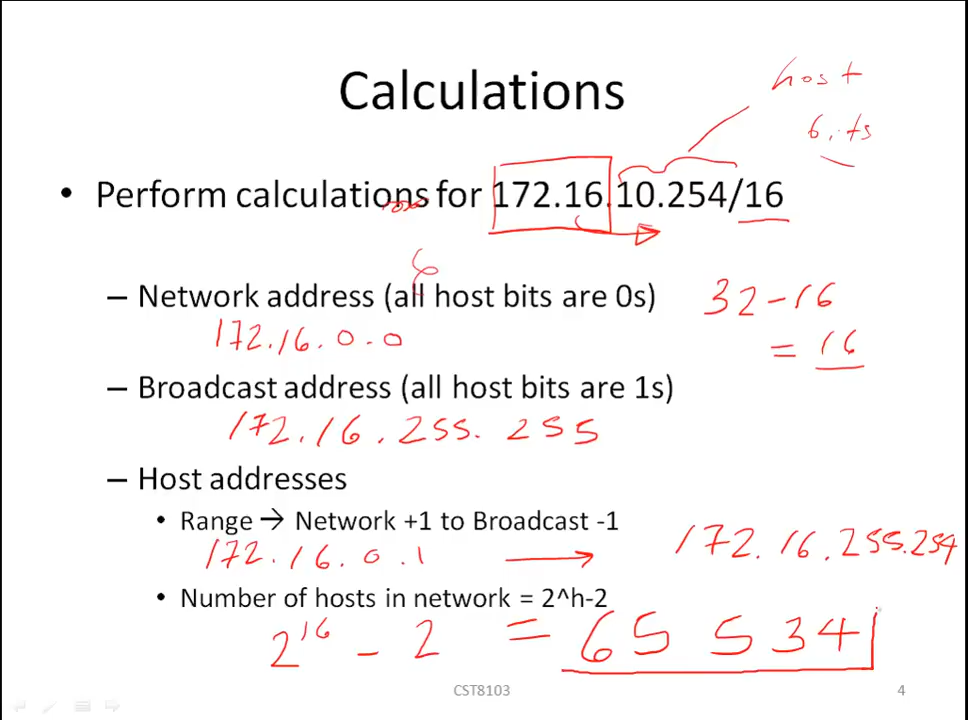 Calculations
host
bits
• Perform calculations for 172.16.10.254/16
– Network address (all host bits are 0s)
32-16
172.16.0.0
= 16
– Broadcast address (all host bits are 1s)
172.16.255.255
– Host addresses
• Range → Network +1 to Broadcast -1
172.16.0.1 → 172.16.255.254
• Number of hosts in network = 2^h-2
2^16 - 2 = 65 534
CST8103
4